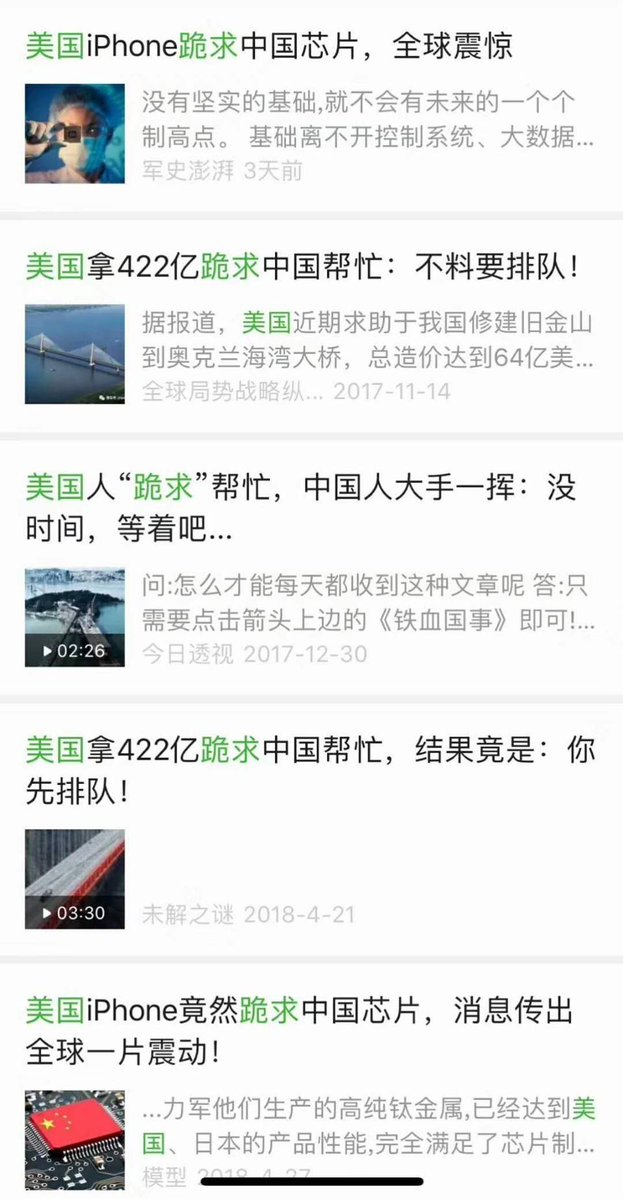 美国iPhone跪求中国芯片，全球震惊
没有坚实的基础,就不会有未来的一个个
制高点。 基础离不开控制系统、大数据...
军史澎湃 3天前
美国拿422亿跪求中国帮忙：不料要排队！
据报道，美国近期求助于我国修建旧金山
到奥克兰海湾大桥，总造价达到64亿美...
全球局势战略纵... 2017-11-14
美国人“跪求”帮忙，中国人大手一挥：没
时间，等着吧...
问:怎么才能每天都收到这种文章呢 答:只
需要点击箭头上边的《铁血国事》即可!...
02:26
今日透视 2017-12-30
美国拿422亿跪求中国帮忙，结果竟是：你
先排队！
03:30
未解之谜 2018-4-21
美国iPhone竟然跪求中国芯片，消息传出
全球一片震动！
...力军他们生产的高纯钛金属,已经达到美
国、日本的产品性能,完全满足了芯片制...
模型 2018-4-27